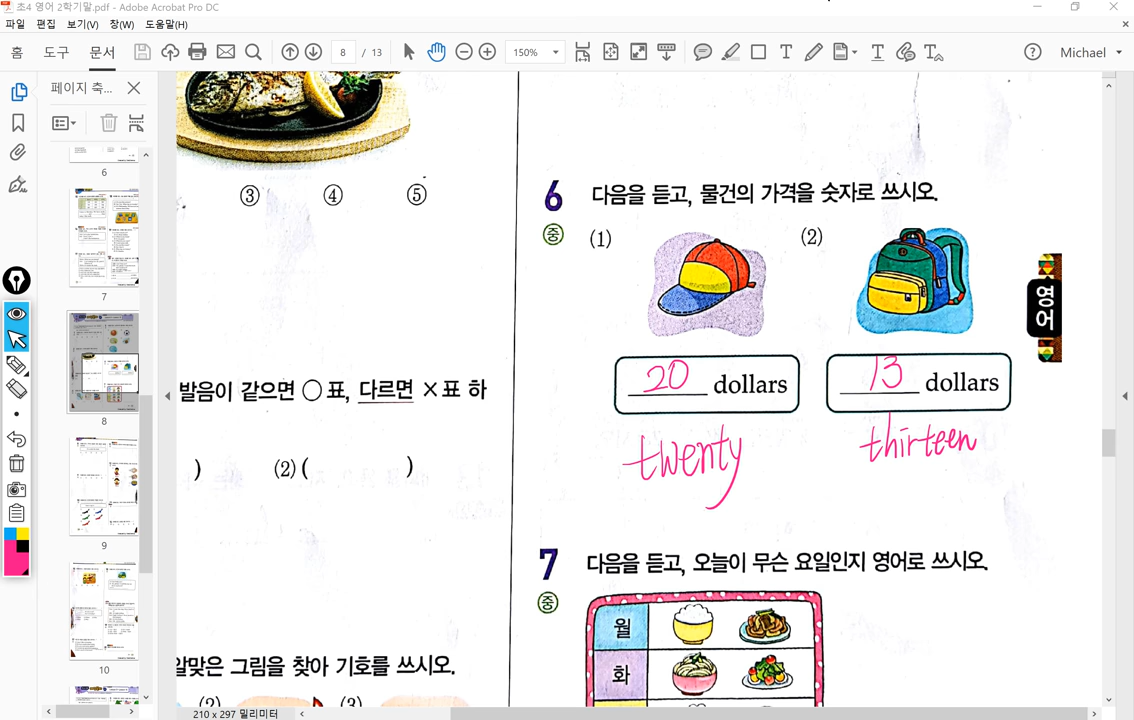 초4 영어 2학기말.pdf - Adobe Acrobat Pro DC
파일 편집 보기(V) 창(W) 도움말(H)
홈 도구 문서 8 / 13 150% Michael
페이지 축...
6
7
8
9
10
③ ④ ⑤
발음이 같으면 ○표, 다르면 ×표 하
) (2) ( )
알맞은 그림을 찾아 기호를 쓰시오.
(2) (3)
6 다음을 듣고, 물건의 가격을 숫자로 쓰시오.
중 (1) (2)
20 dollars 13 dollars
twenty thirteen
영어
7 다음을 듣고, 오늘이 무슨 요일인지 영어로 쓰시오.
중
월
화
210 x 297 밀리미터